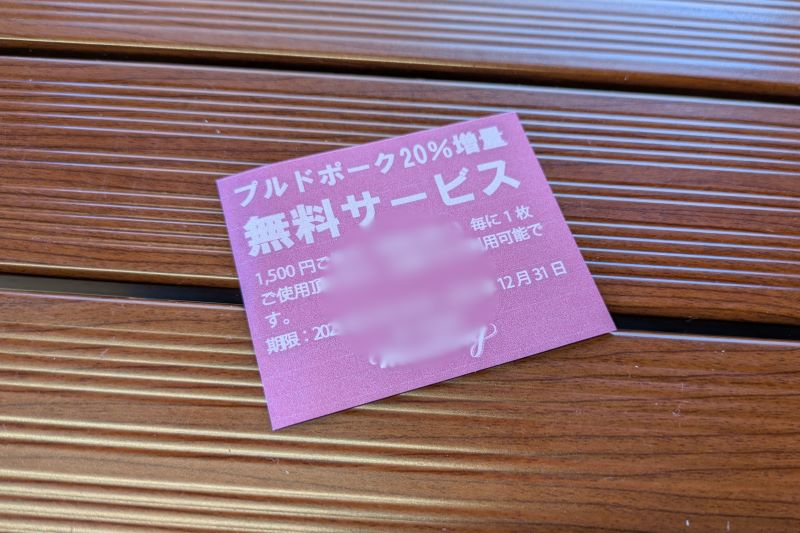 プルドポーク20%増量
無料サービス
1,500円ご 毎に1枚
ご使用頂 用可能で
す。
期限：202 12月31日